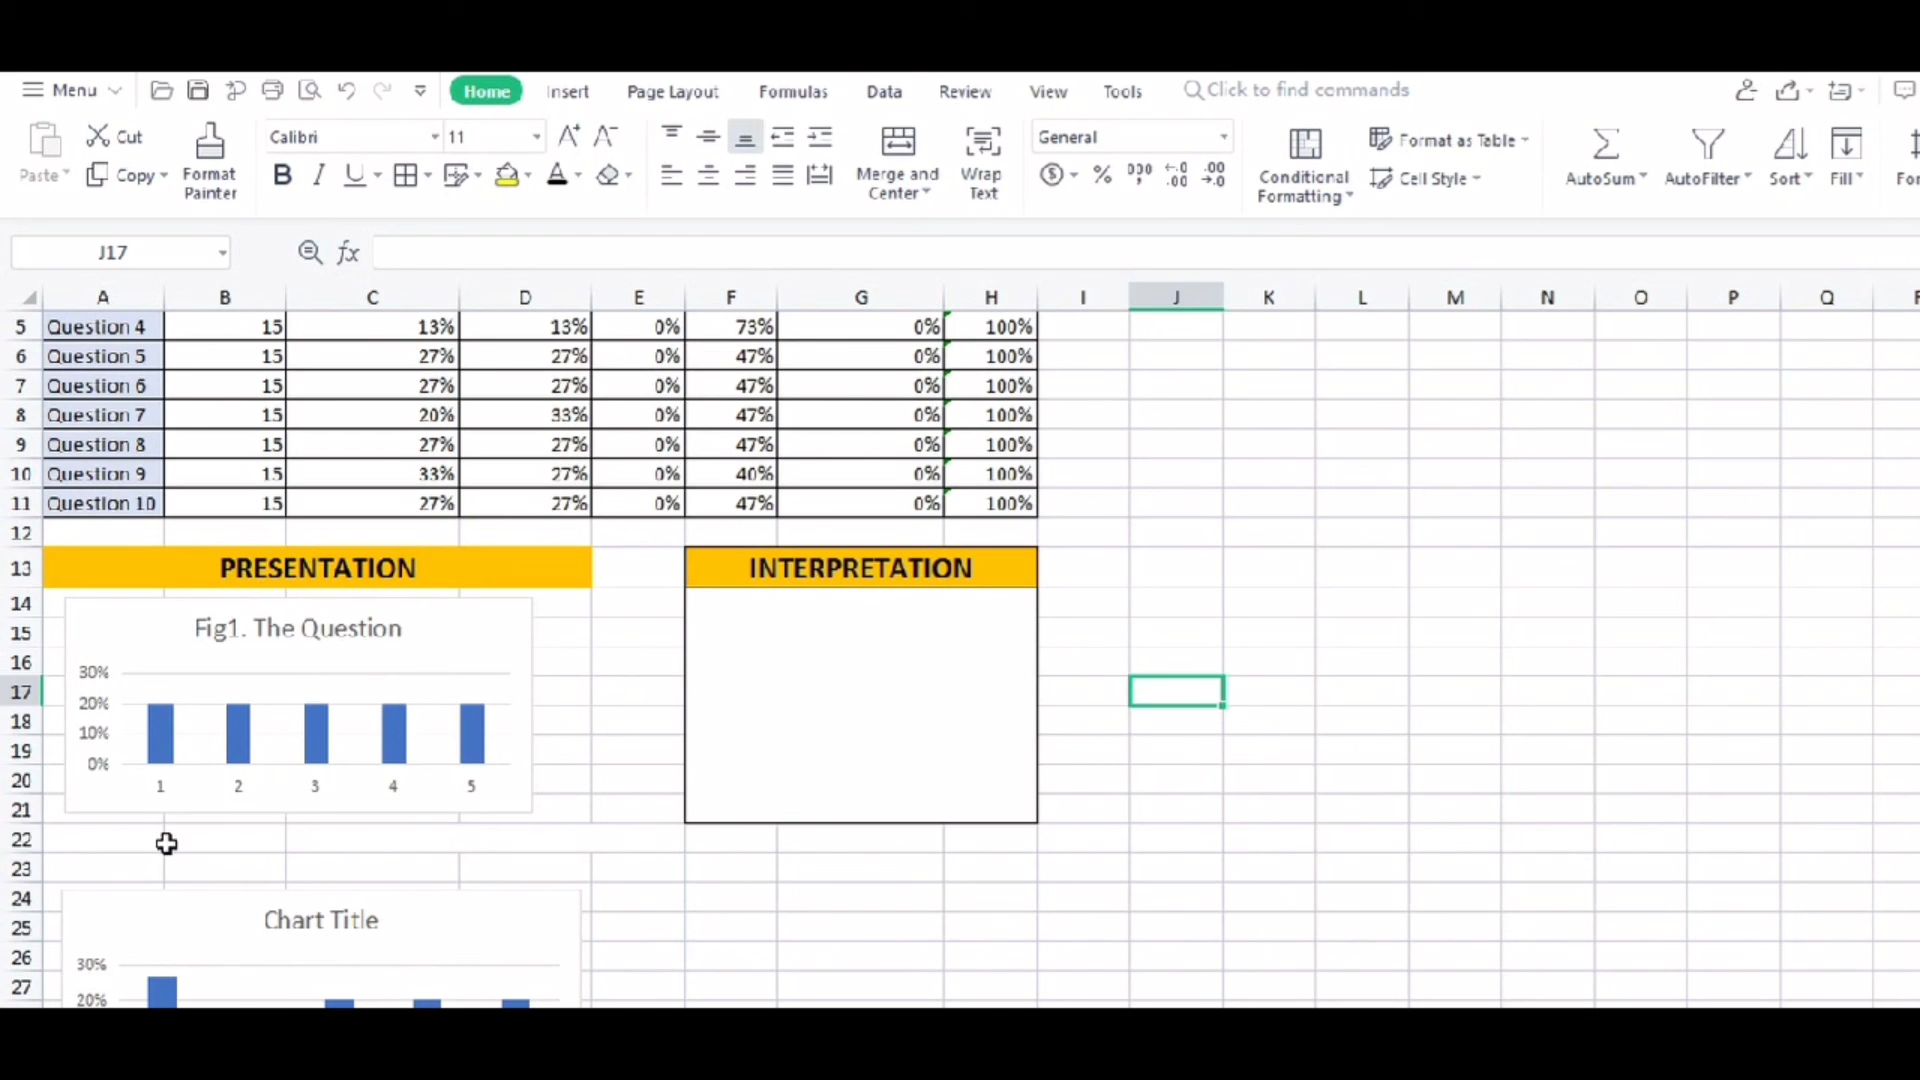 Menu Home Insert Page Layout Formulas Data Review View Tools Click to find commands
Paste Cut Copy Format Painter Calibri 11 Merge and Center Wrap Text General Conditional Formatting Format as Table Cell Style AutoSum AutoFilter Sort Fill
J17 fx
A B C D E F G H I J K L M N O P Q
5 Question 4 15 13% 13% 0% 73% 0% 100%
6 Question 5 15 27% 27% 0% 47% 0% 100%
7 Question 6 15 27% 27% 0% 47% 0% 100%
8 Question 7 15 20% 33% 0% 47% 0% 100%
9 Question 8 15 27% 27% 0% 47% 0% 100%
10 Question 9 15 33% 27% 0% 40% 0% 100%
11 Question 10 15 27% 27% 0% 47% 0% 100%
12
13 PRESENTATION INTERPRETATION
14
15 Fig1. The Question
16 30%
17 20%
18 10%
19 0%
20 1 2 3 4 5
21
22
23
24
25 Chart Title
26 30%
27 20%